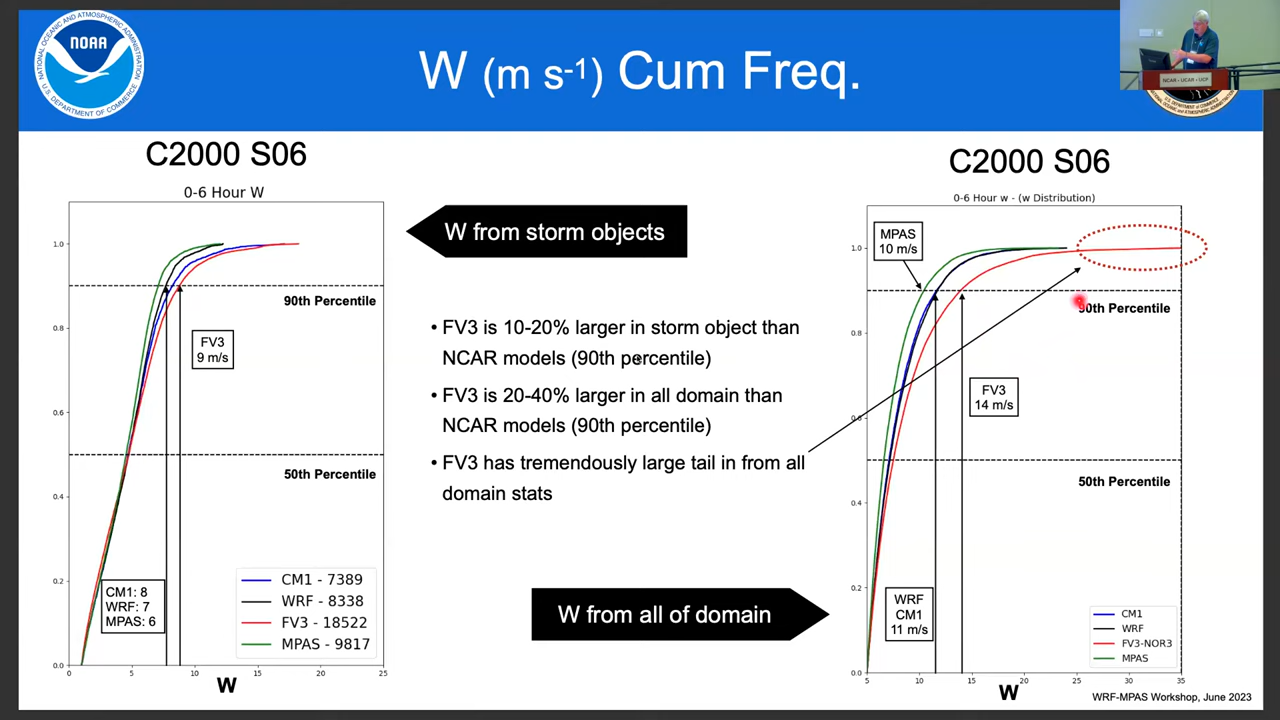 NOAA
NATIONAL OCEANIC AND ATMOSPHERIC ADMINISTRATION
U.S. DEPARTMENT OF COMMERCE
W (m s-1) Cum Freq.
NCAR • UCAR • UCP
C2000 S06
0-6 Hour W
1.0
0.8
0.6
0.4
0.2
0.0
90th Percentile
FV3
9 m/s
50th Percentile
CM1: 8
WRF: 7
MPAS: 6
CM1 - 7389
WRF - 8338
FV3 - 18522
MPAS - 9817
0 5 10 15 20 25
W
W from storm objects
• FV3 is 10-20% larger in storm object than
NCAR models (90th percentile)
• FV3 is 20-40% larger in all domain than
NCAR models (90th percentile)
• FV3 has tremendously large tail in from all
domain stats
W from all of domain
C2000 S06
0-6 Hour w - (w Distribution)
MPAS
10 m/s
1.0
0.8
0.6
0.4
0.2
0.0
90th Percentile
FV3
14 m/s
50th Percentile
WRF
CM1
11 m/s
CM1
WRF
FV3-NOR3
MPAS
5 10 15 20 25 30 35
W
WRF-MPAS Workshop, June 2023